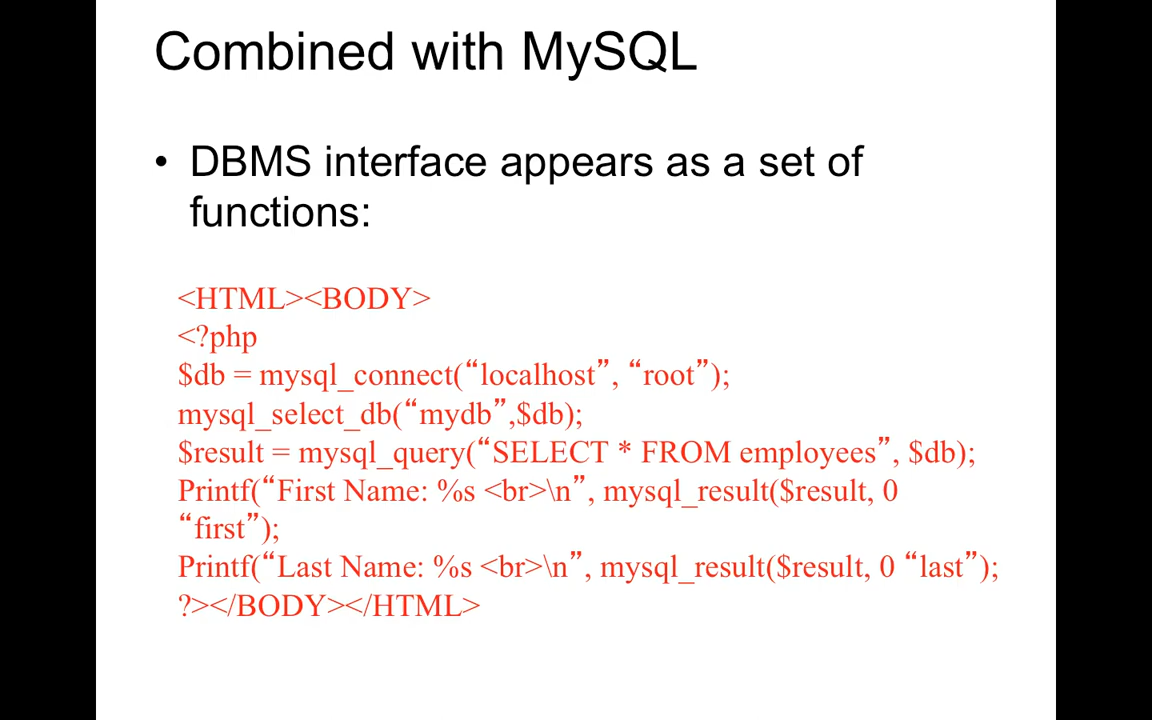 Combined with MySQL
• DBMS interface appears as a set of
functions:
<HTML><BODY>
<?php
$db = mysql_connect(“localhost”, “root”);
mysql_select_db(“mydb”,$db);
$result = mysql_query(“SELECT * FROM employees”, $db);
Printf(“First Name: %s <br>\n”, mysql_result($result, 0
“first”);
Printf(“Last Name: %s <br>\n”, mysql_result($result, 0 “last”);
?></BODY></HTML>